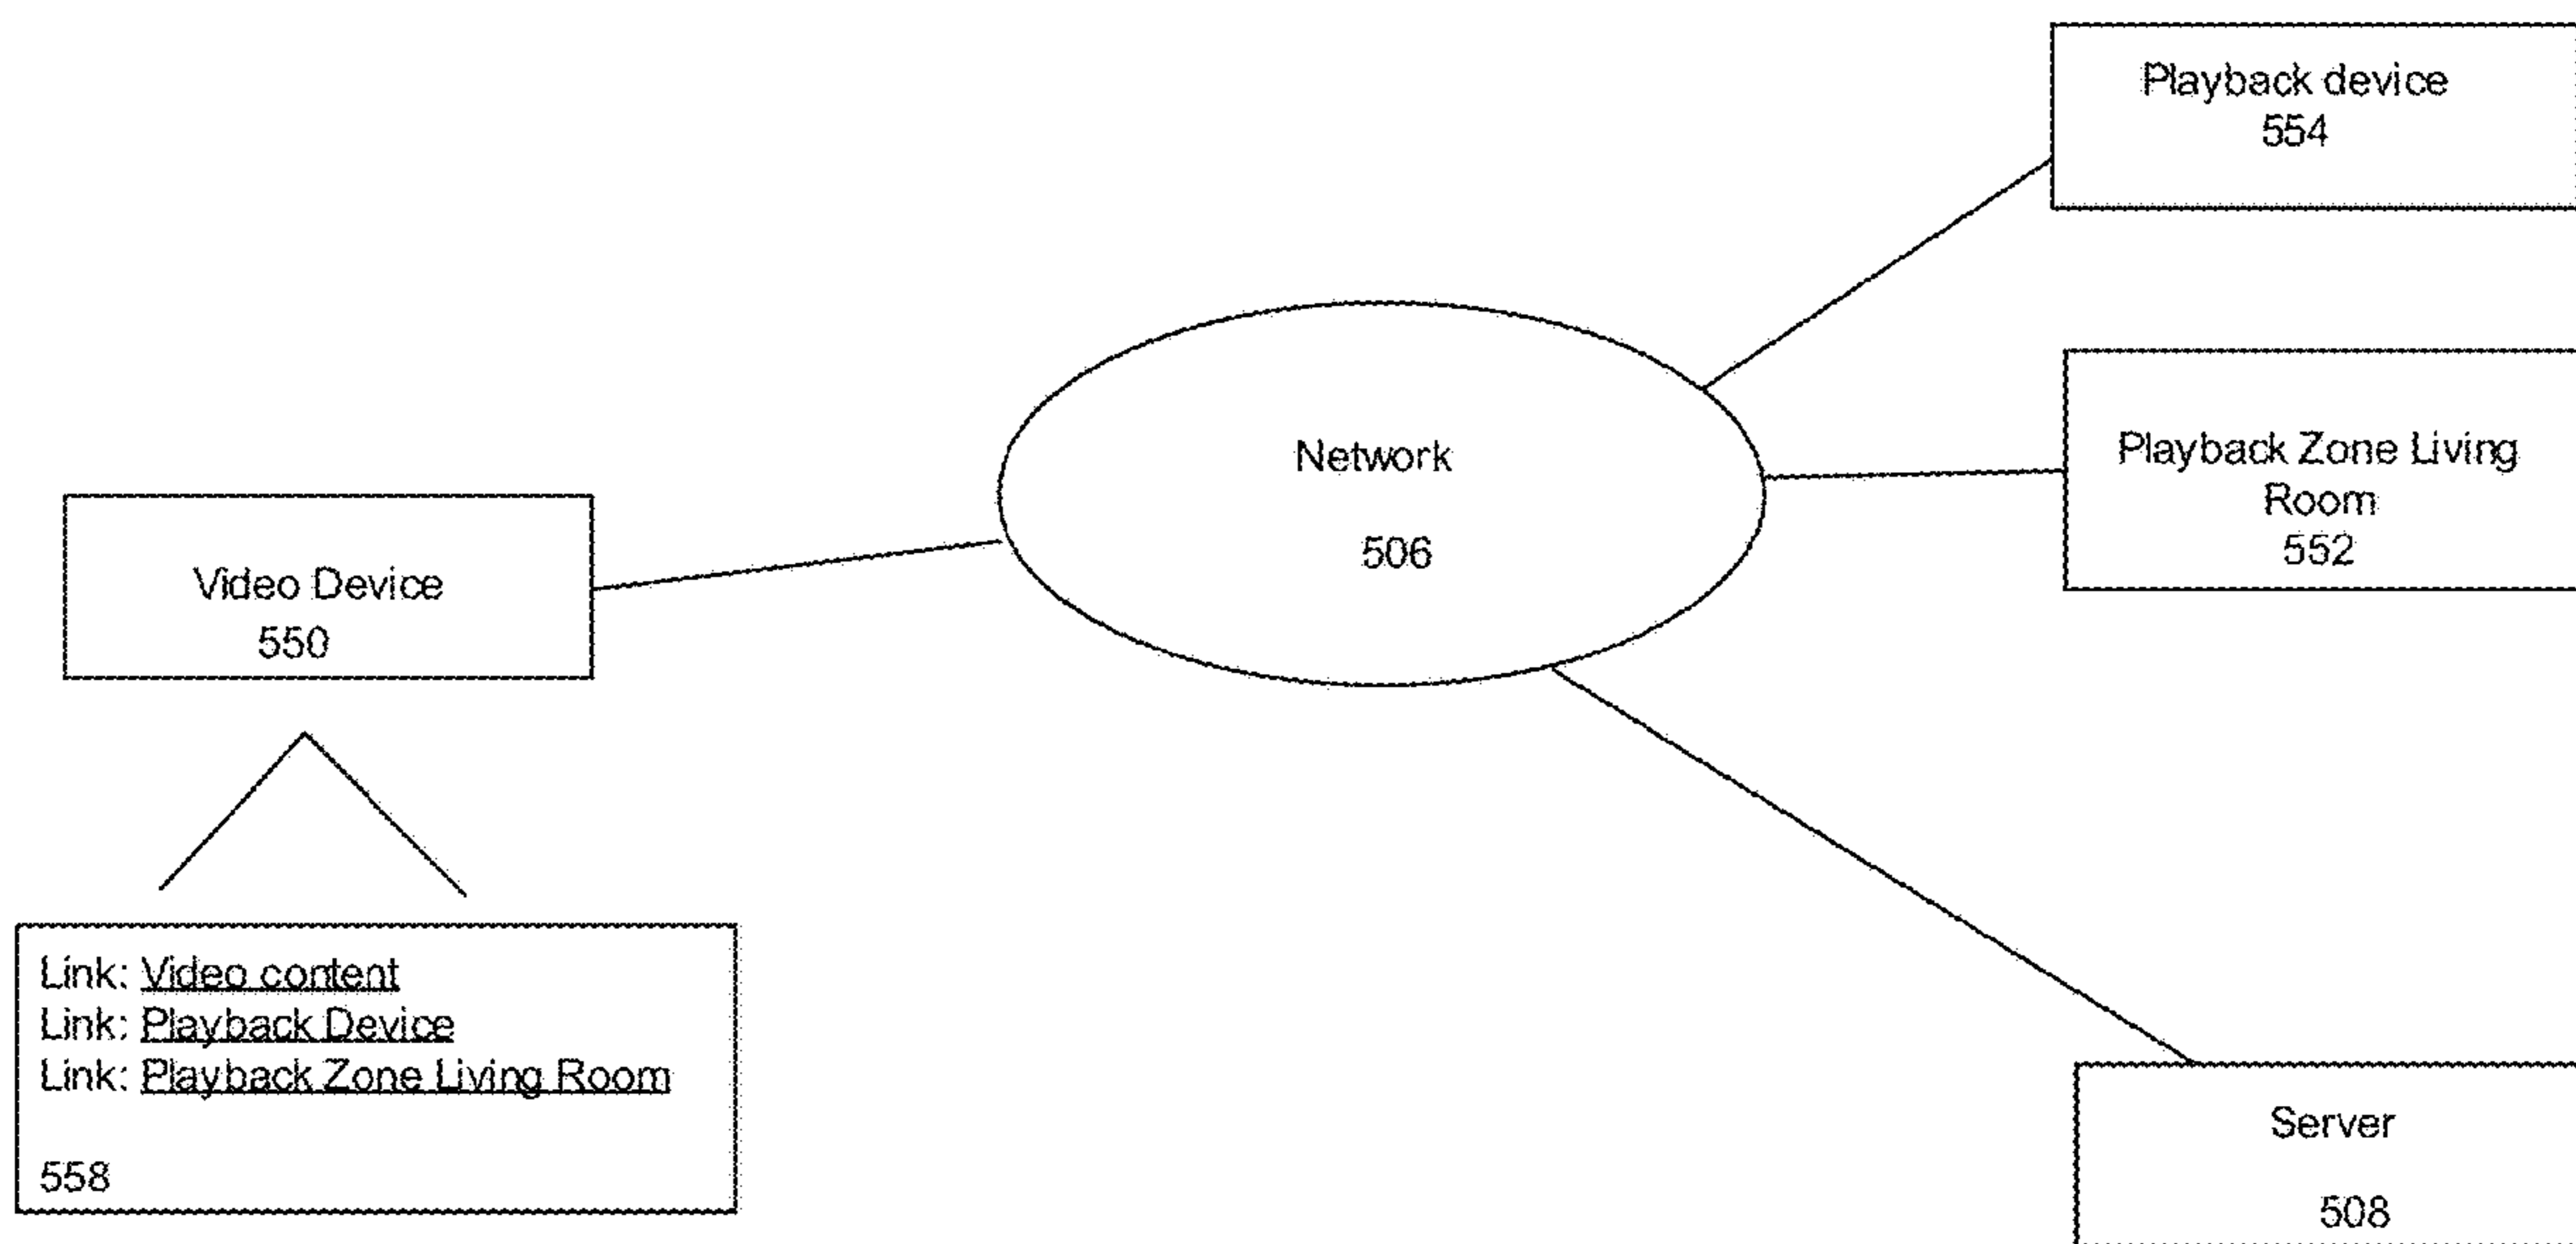 Playback device
554
Playback Zone Living
Room
552
Network
506
Video Device
550
Link: Video content
Link: Playback Device
Link: Playback Zone Living Room
558
Server
508